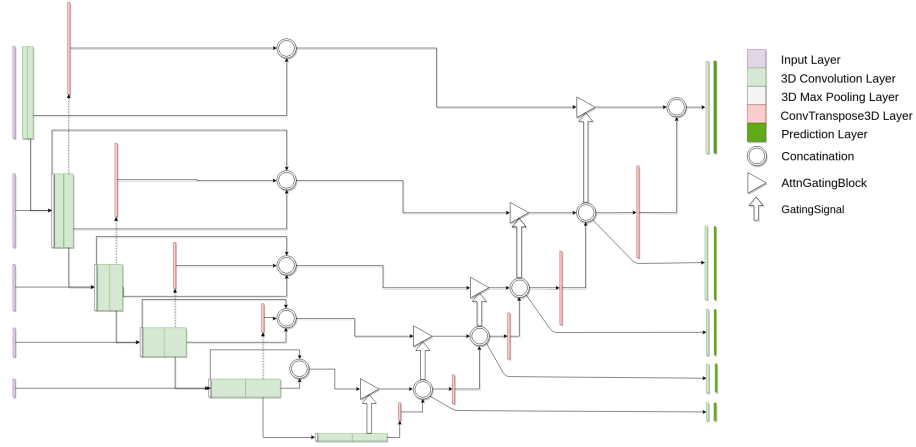 Input Layer
3D Convolution Layer
3D Max Pooling Layer
ConvTranspose3D Layer
Prediction Layer
Concatination
AttnGatingBlock
GatingSignal